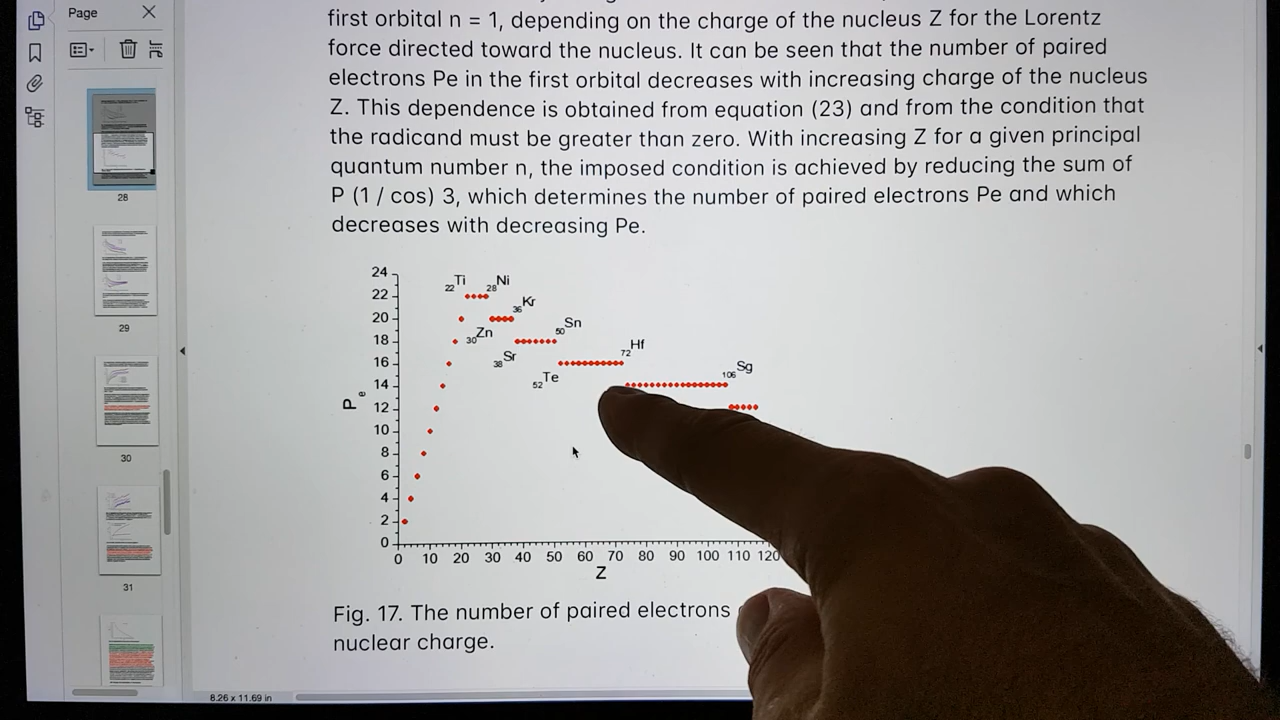 Page
first orbital n = 1, depending on the charge of the nucleus Z for the Lorentz
force directed toward the nucleus. It can be seen that the number of paired
electrons Pe in the first orbital decreases with increasing charge of the nucleus
Z. This dependence is obtained from equation (23) and from the condition that
the radicand must be greater than zero. With increasing Z for a given principal
quantum number n, the imposed condition is achieved by reducing the sum of
P (1 / cos) 3, which determines the number of paired electrons Pe and which
decreases with decreasing Pe.
28
29
30
31
24
22
20
18
16
14
12
10
8
6
4
2
0
Pe
22Ti
28Ni
36Kr
30Zn
50Sn
38Sr
72Hf
52Te
106Sg
0 10 20 30 40 50 60 70 80 90 100 110 120
Z
Fig. 17. The number of paired electrons
nuclear charge.
8.26 x 11.69 in